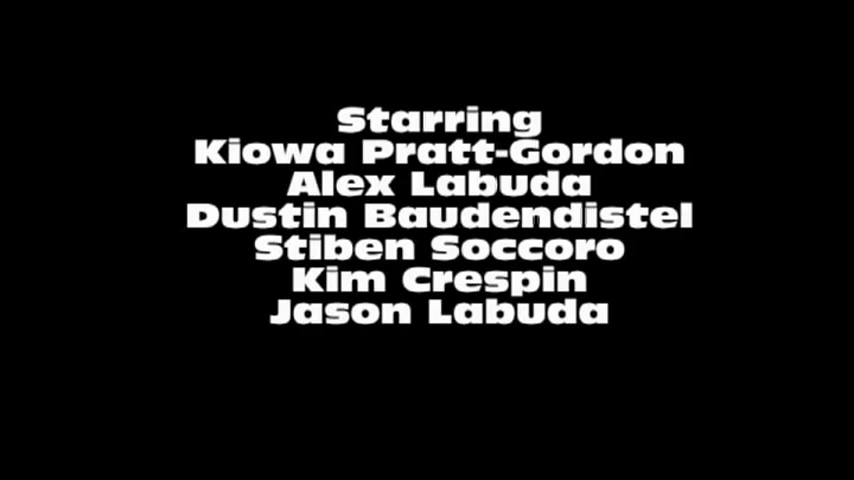 Starring
Kiowa Pratt-Gordon
Alex Labuda
Dustin Baudendistel
Stiben Soccoro
Kim Crespin
Jason Labuda